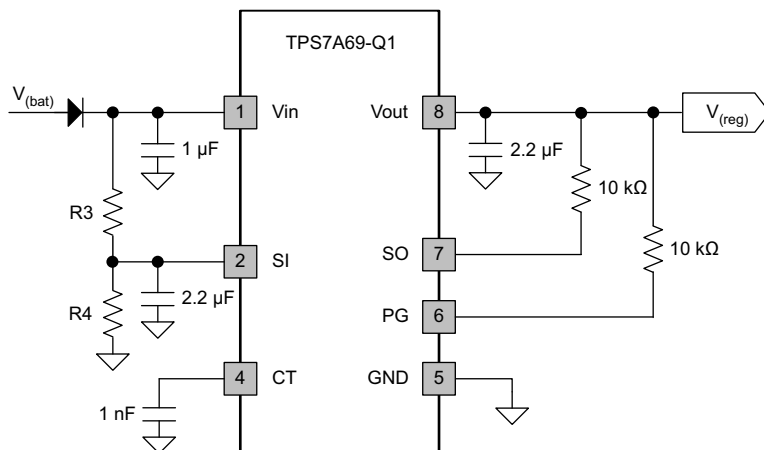 TPS7A69-Q1
V(bat)
1
Vin
Vout
8
V(reg)
1 µF
2.2 µF
10 kΩ
R3
10 kΩ
2
SI
SO
7
2.2 µF
R4
PG
6
4
CT
GND
5
1 nF